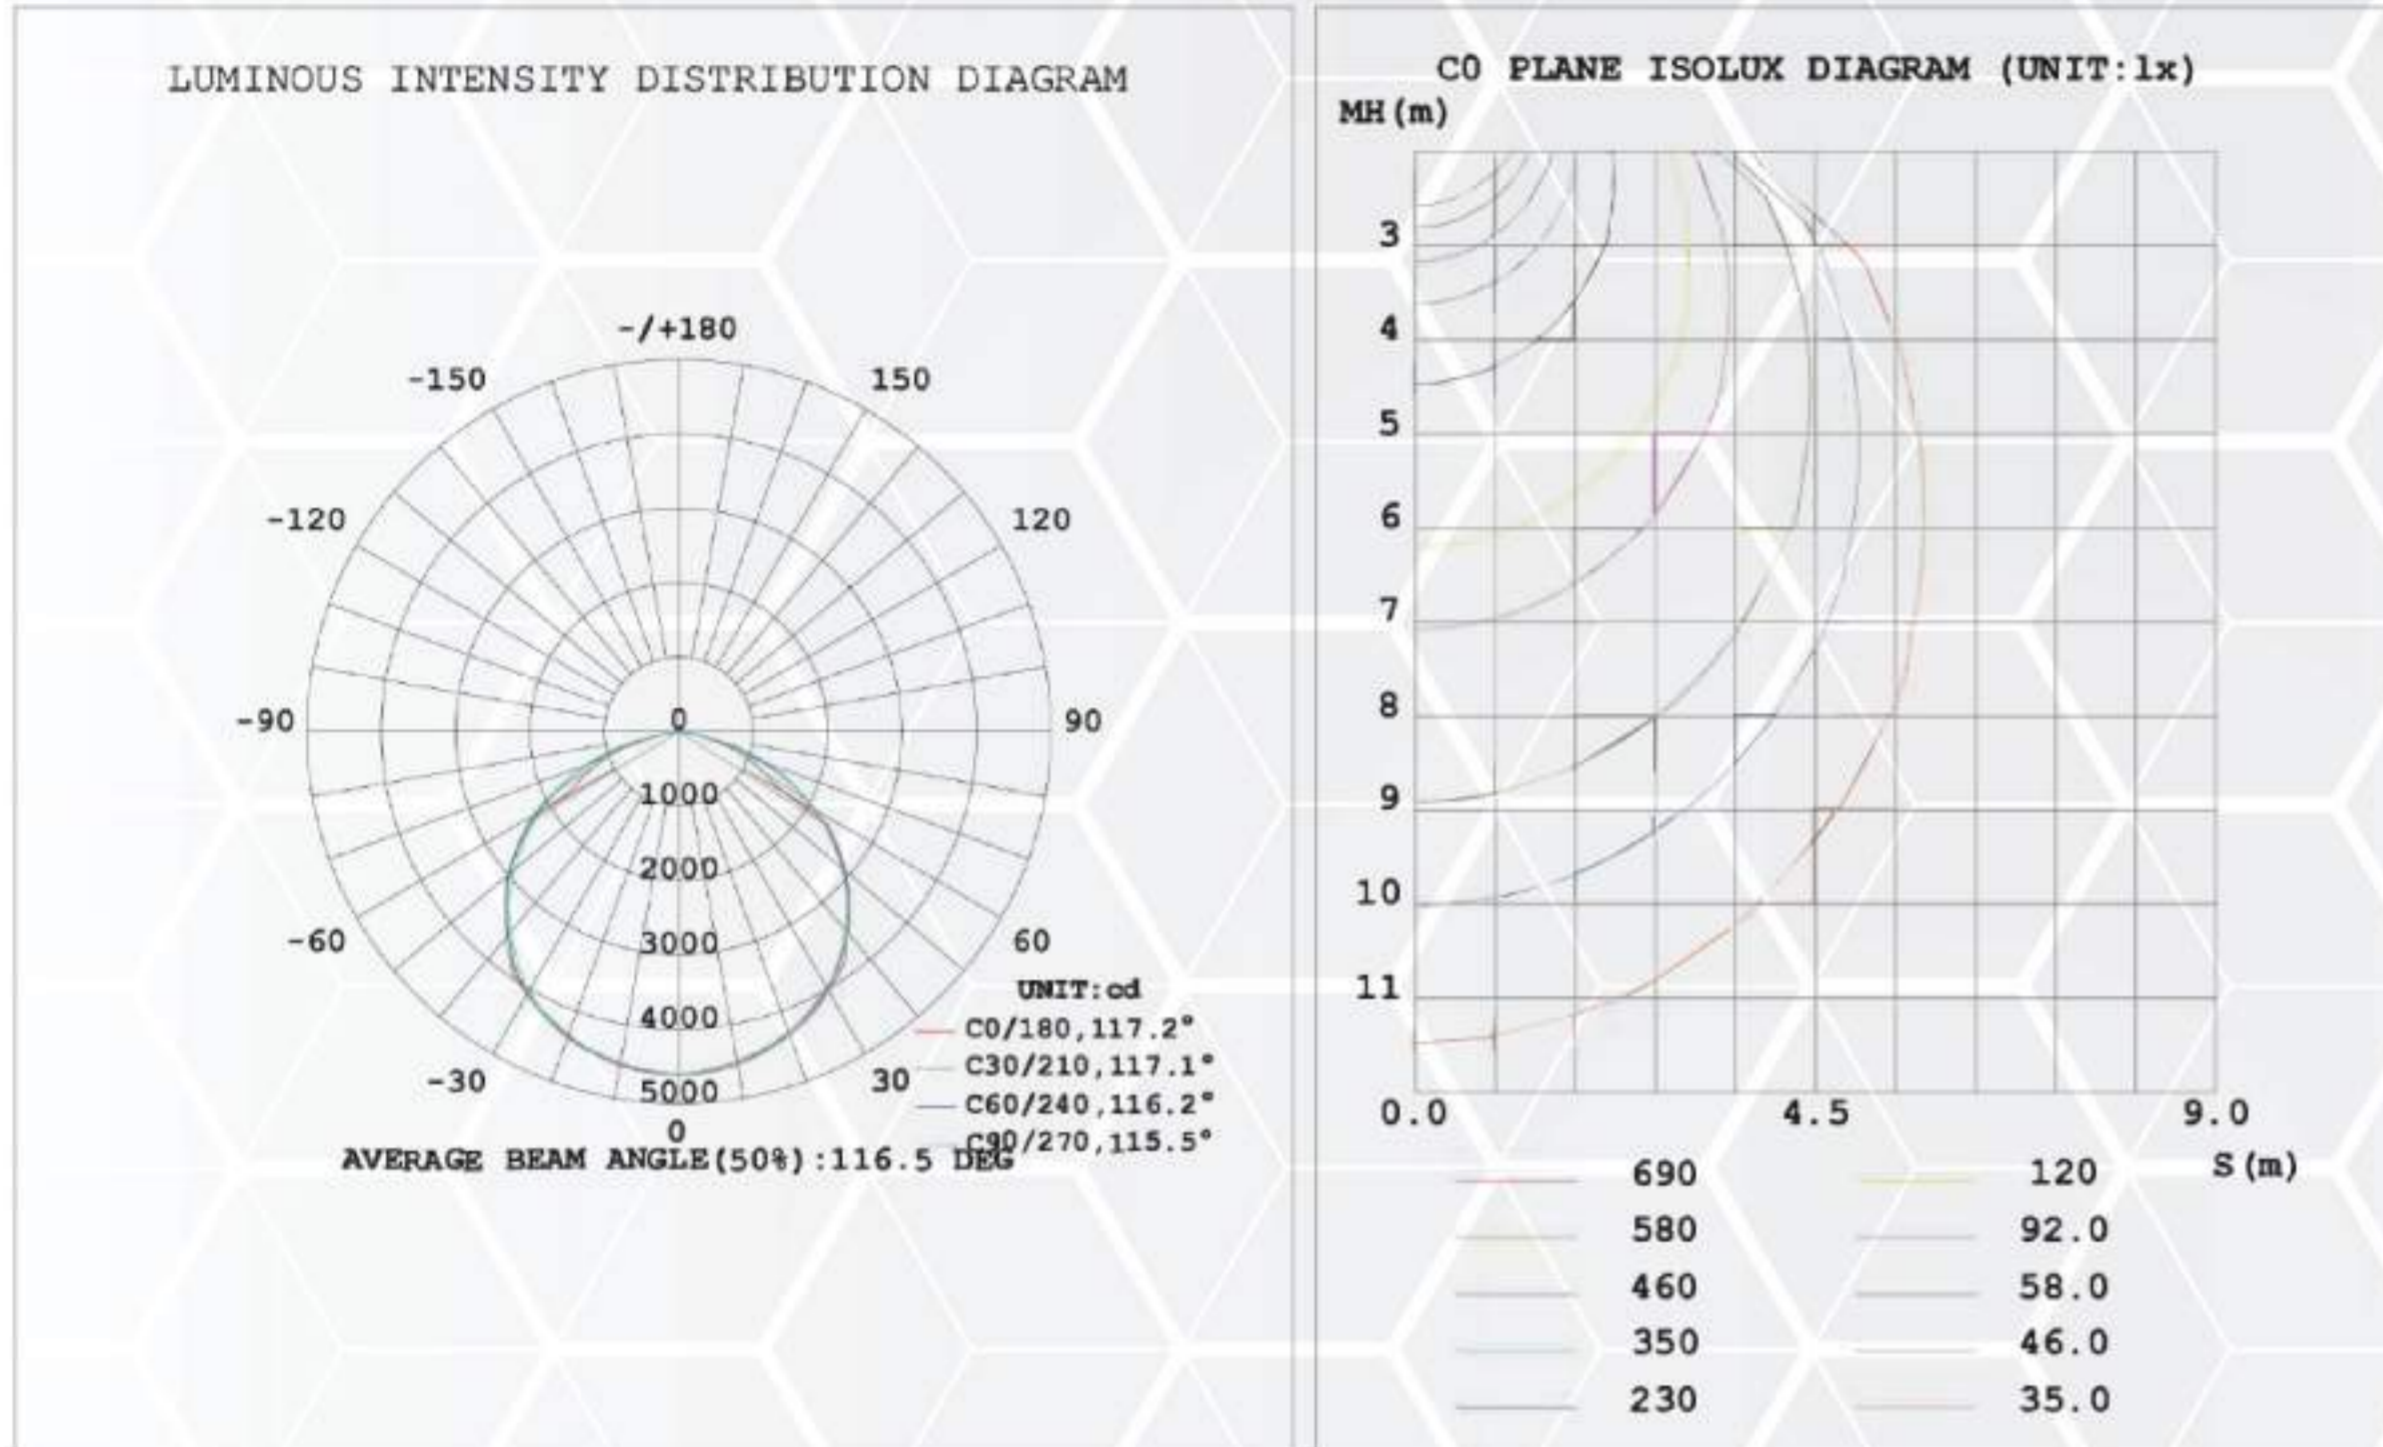 LUMINOUS INTENSITY DISTRIBUTION DIAGRAM
-/+180
-150 150
-120 120
-90 0 90
1000
2000
3000
-60 60
4000
-30 30
5000
0
UNIT:cd
C0/180,117.2°
C30/210,117.1°
C60/240,116.2°
C90/270,115.5°
AVERAGE BEAM ANGLE(50%):116.5 DEG
C0 PLANE ISOLUX DIAGRAM (UNIT:lx)
MH(m)
3
4
5
6
7
8
9
10
11
0.0 4.5 9.0
S(m)
690 120
580 92.0
460 58.0
350 46.0
230 35.0